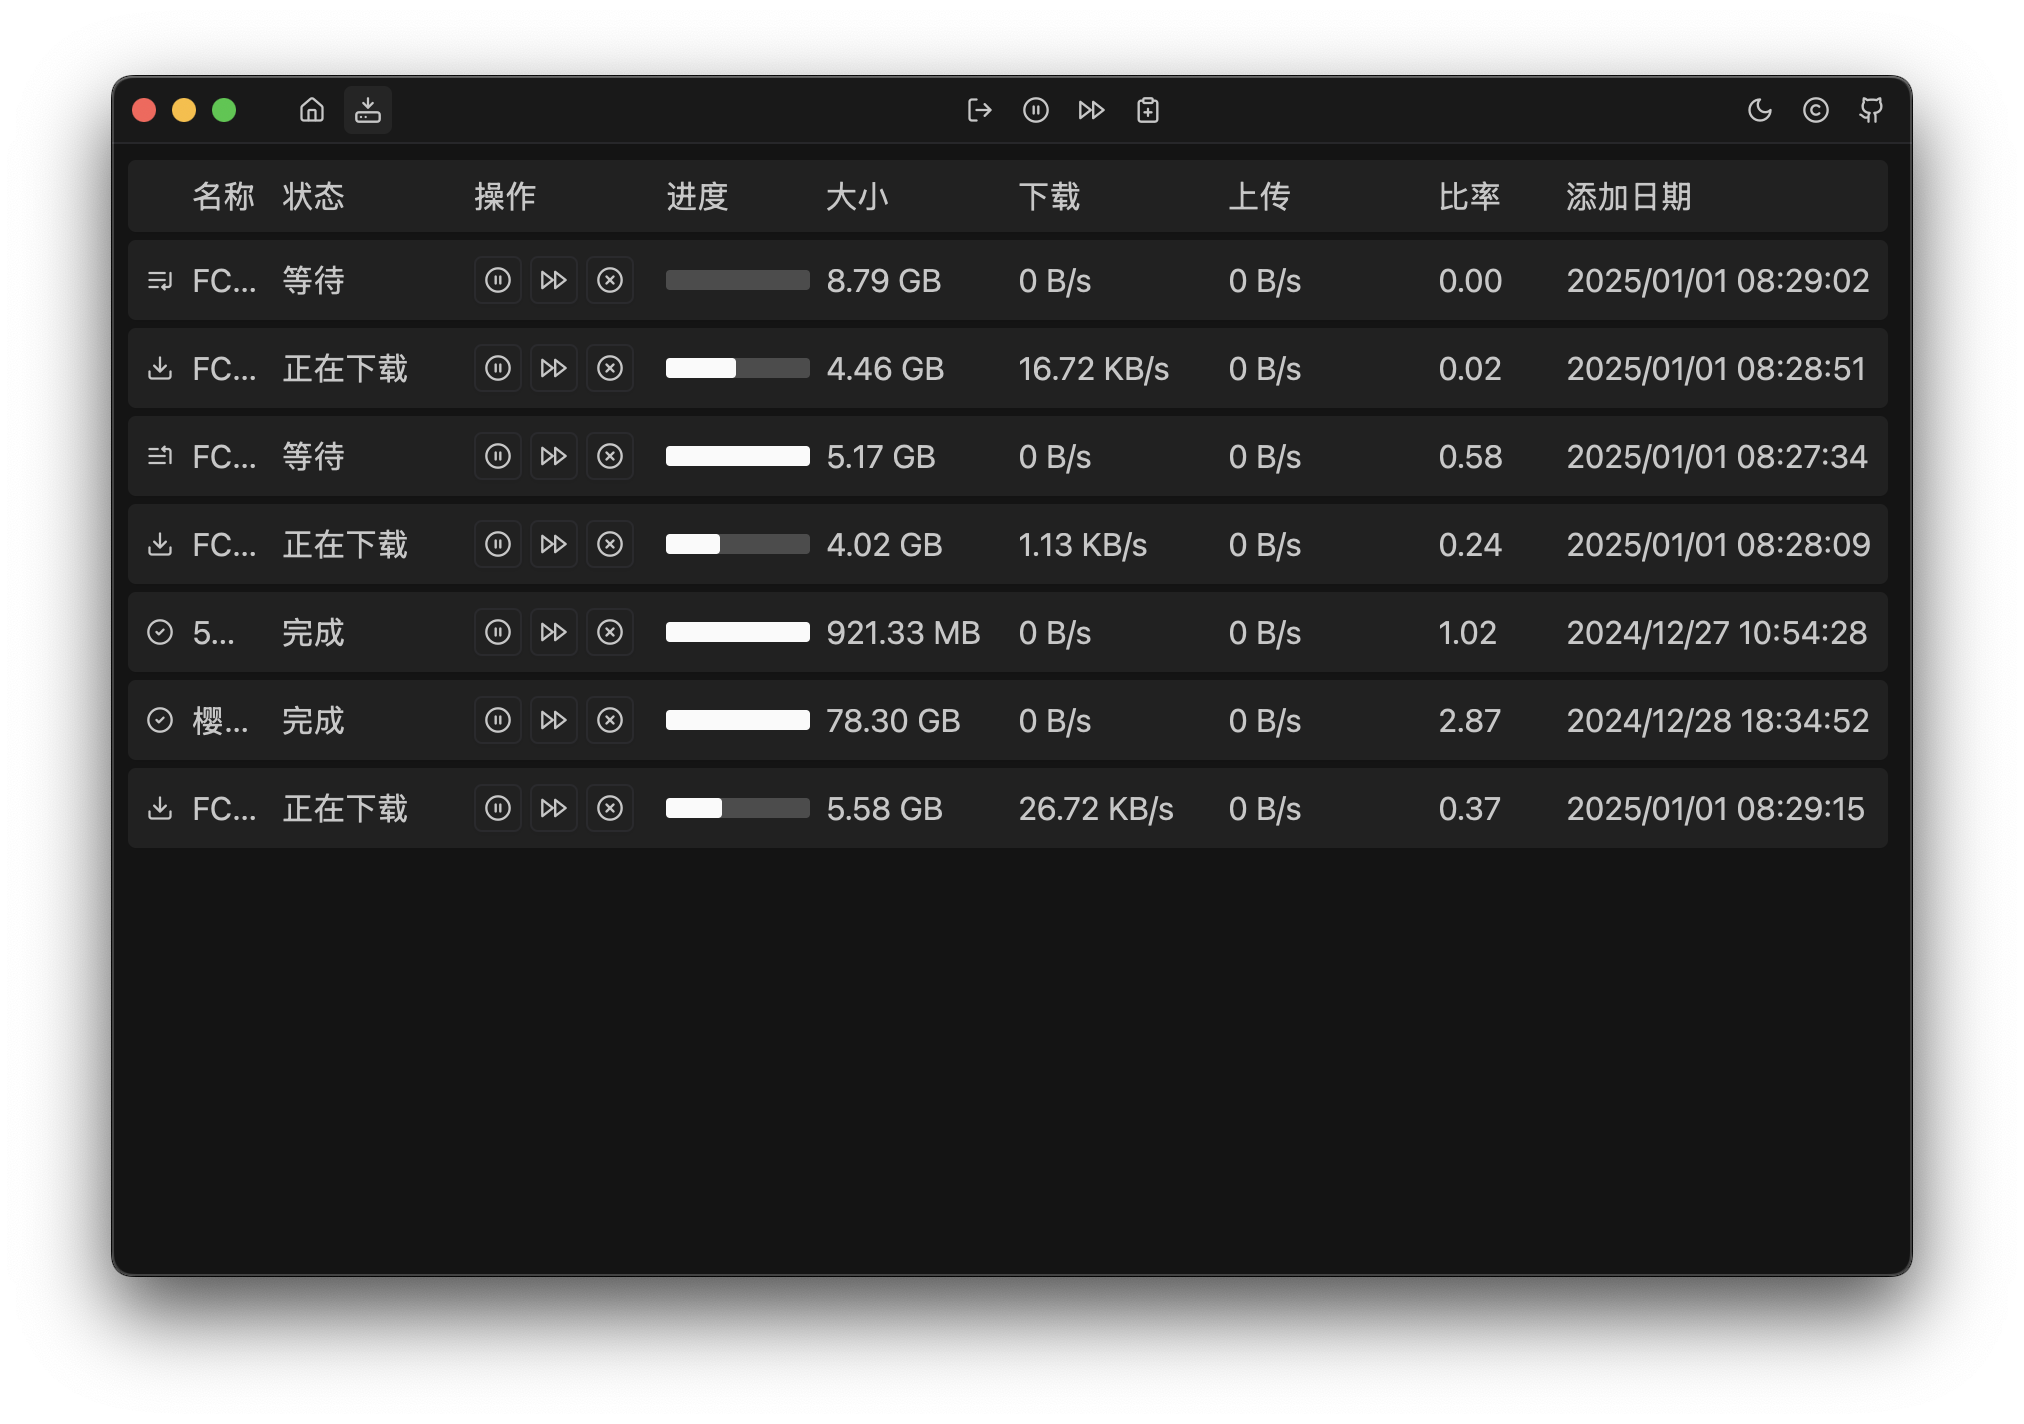 名称 状态 操作 进度 大小 下载 上传 比率 添加日期
FC... 等待 8.79 GB 0 B/s 0 B/s 0.00 2025/01/01 08:29:02
FC... 正在下载 4.46 GB 16.72 KB/s 0 B/s 0.02 2025/01/01 08:28:51
FC... 等待 5.17 GB 0 B/s 0 B/s 0.58 2025/01/01 08:27:34
FC... 正在下载 4.02 GB 1.13 KB/s 0 B/s 0.24 2025/01/01 08:28:09
5... 完成 921.33 MB 0 B/s 0 B/s 1.02 2024/12/27 10:54:28
樱... 完成 78.30 GB 0 B/s 0 B/s 2.87 2024/12/28 18:34:52
FC... 正在下载 5.58 GB 26.72 KB/s 0 B/s 0.37 2025/01/01 08:29:15